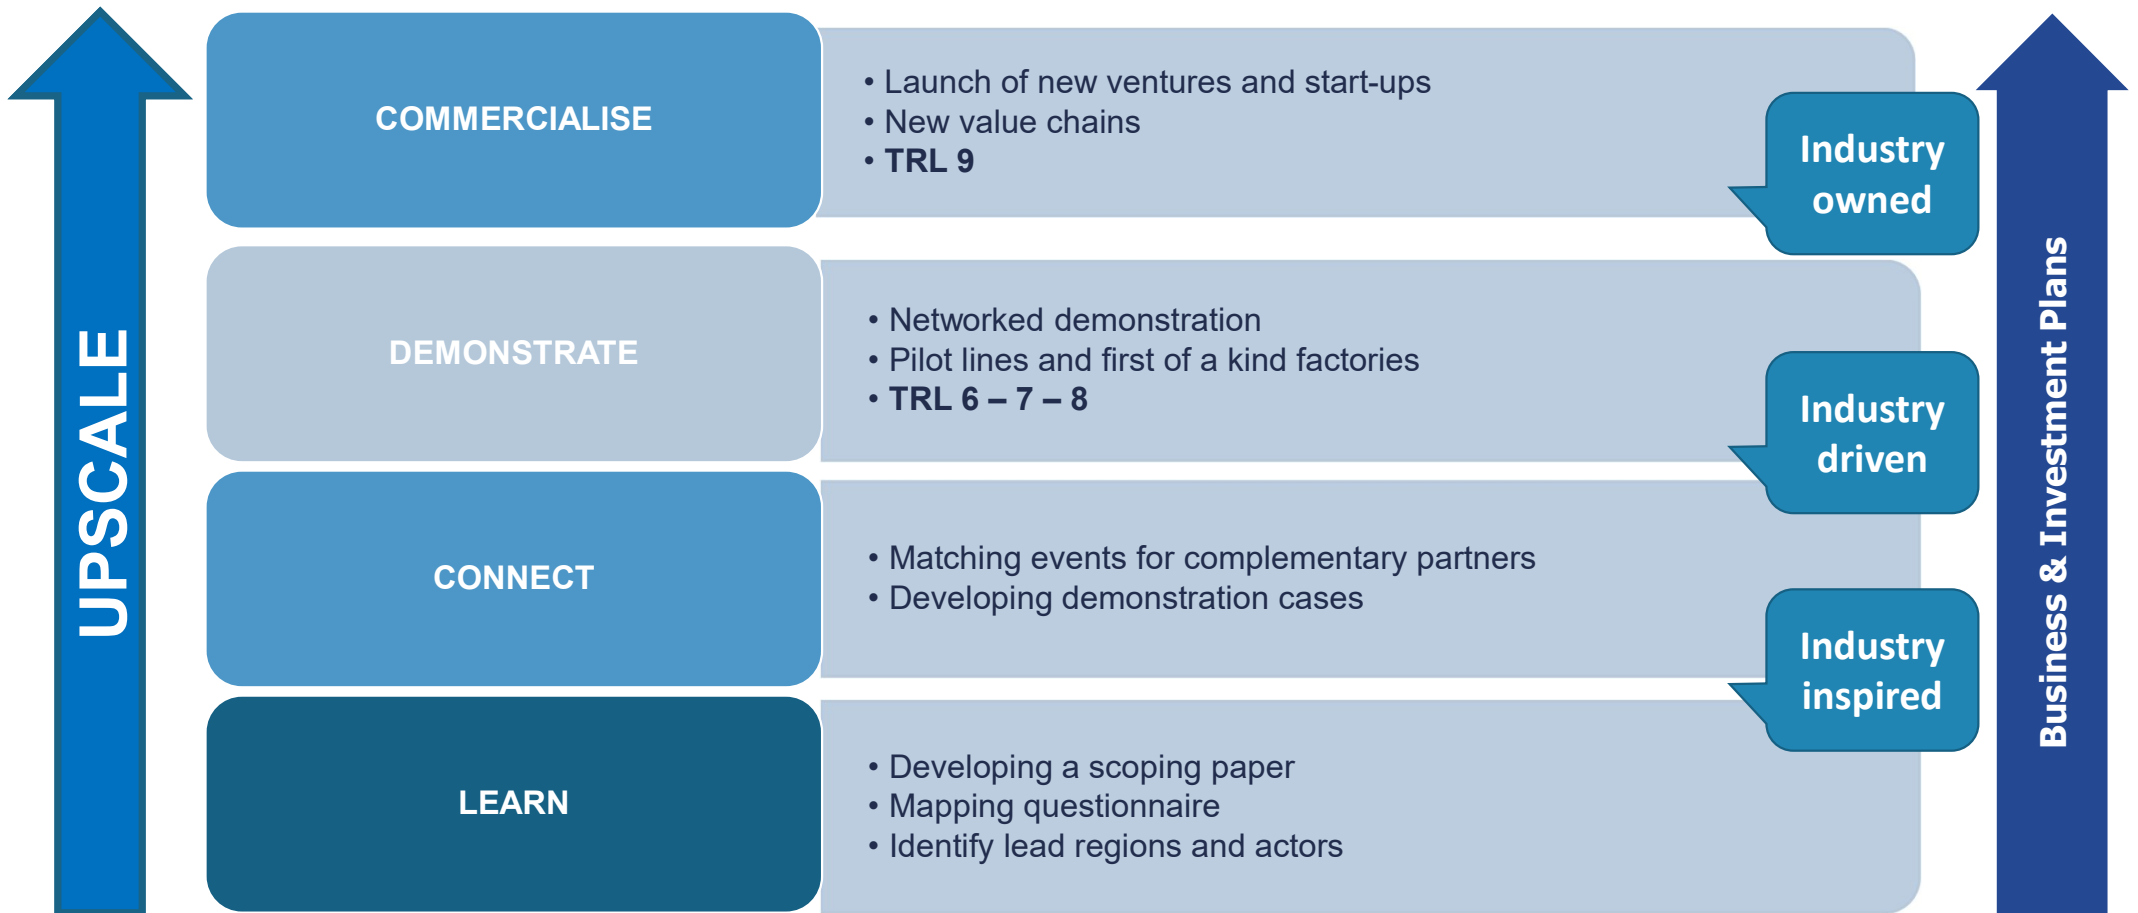 UPSCALE
COMMERCIALISE
• Launch of new ventures and start-ups
• New value chains
• TRL 9
Industry
owned
DEMONSTRATE
• Networked demonstration
• Pilot lines and first of a kind factories
• TRL 6 – 7 – 8
Industry
driven
CONNECT
• Matching events for complementary partners
• Developing demonstration cases
Industry
inspired
LEARN
• Developing a scoping paper
• Mapping questionnaire
• Identify lead regions and actors
Business & Investment Plans